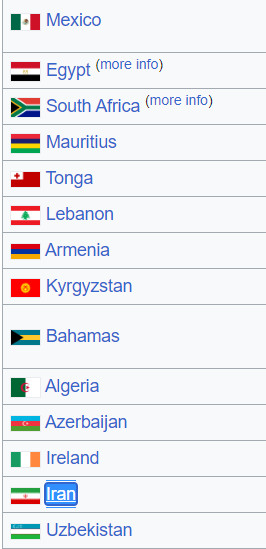 Mexico
Egypt (more info)
South Africa (more info)
Mauritius
Tonga
Lebanon
Armenia
Kyrgyzstan
Bahamas
Algeria
Azerbaijan
Ireland
Iran
Uzbekistan